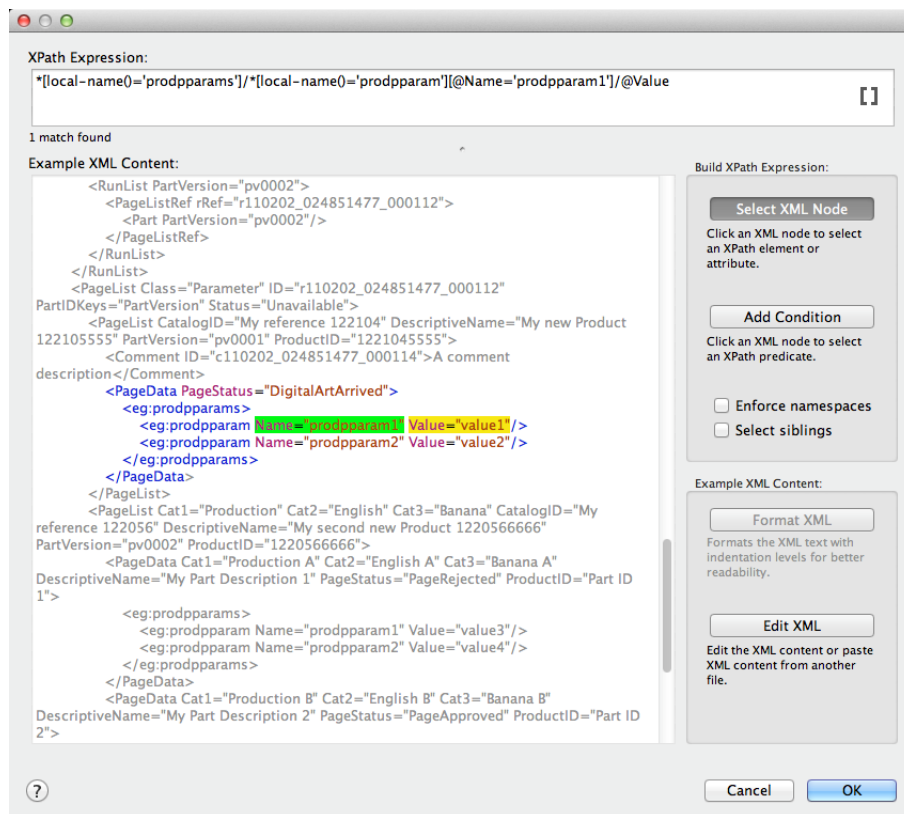 XPath Expression:
*[local-name()='prodpparams']/*[local-name()='prodpparam'][@Name='prodpparam1']/@Value
[]
1 match found
Example XML Content:
<RunList PartVersion="pv0002">
<PageListRef rRef="r110202_024851477_000112">
<Part PartVersion="pv0002"/>
</PageListRef>
</RunList>
</RunList>
<PageList Class="Parameter" ID="r110202_024851477_000112"
PartIDKeys="PartVersion" Status="Unavailable">
<PageList CatalogID="My reference 122104" DescriptiveName="My new Product
122105555" PartVersion="pv0001" ProductID="1221045555">
<Comment ID="c110202_024851477_000114">A comment
description</Comment>
<PageData PageStatus="DigitalArtArrived">
<eg:prodpparams>
<eg:prodpparam Name="prodpparam1" Value="value1"/>
<eg:prodpparam Name="prodpparam2" Value="value2"/>
</eg:prodpparams>
</PageData>
</PageList>
<PageList Cat1="Production" Cat2="English" Cat3="Banana" CatalogID="My
reference 122056" DescriptiveName="My second new Product 1220566666"
PartVersion="pv0002" ProductID="1220566666">
<PageData Cat1="Production A" Cat2="English A" Cat3="Banana A"
DescriptiveName="My Part Description 1" PageStatus="PageRejected" ProductID="Part ID
1">
<eg:prodpparams>
<eg:prodpparam Name="prodpparam1" Value="value3"/>
<eg:prodpparam Name="prodpparam2" Value="value4"/>
</eg:prodpparams>
</PageData>
<PageData Cat1="Production B" Cat2="English B" Cat3="Banana B"
DescriptiveName="My Part Description 2" PageStatus="PageApproved" ProductID="Part ID
2">
Build XPath Expression:
Select XML Node
Click an XML node to select
an XPath element or
attribute.
Add Condition
Click an XML node to select
an XPath predicate.
Enforce namespaces
Select siblings
Example XML Content:
Format XML
Formats the XML text with
indentation levels for better
readability.
Edit XML
Edit the XML content or paste
XML content from another
file.
?
Cancel
OK